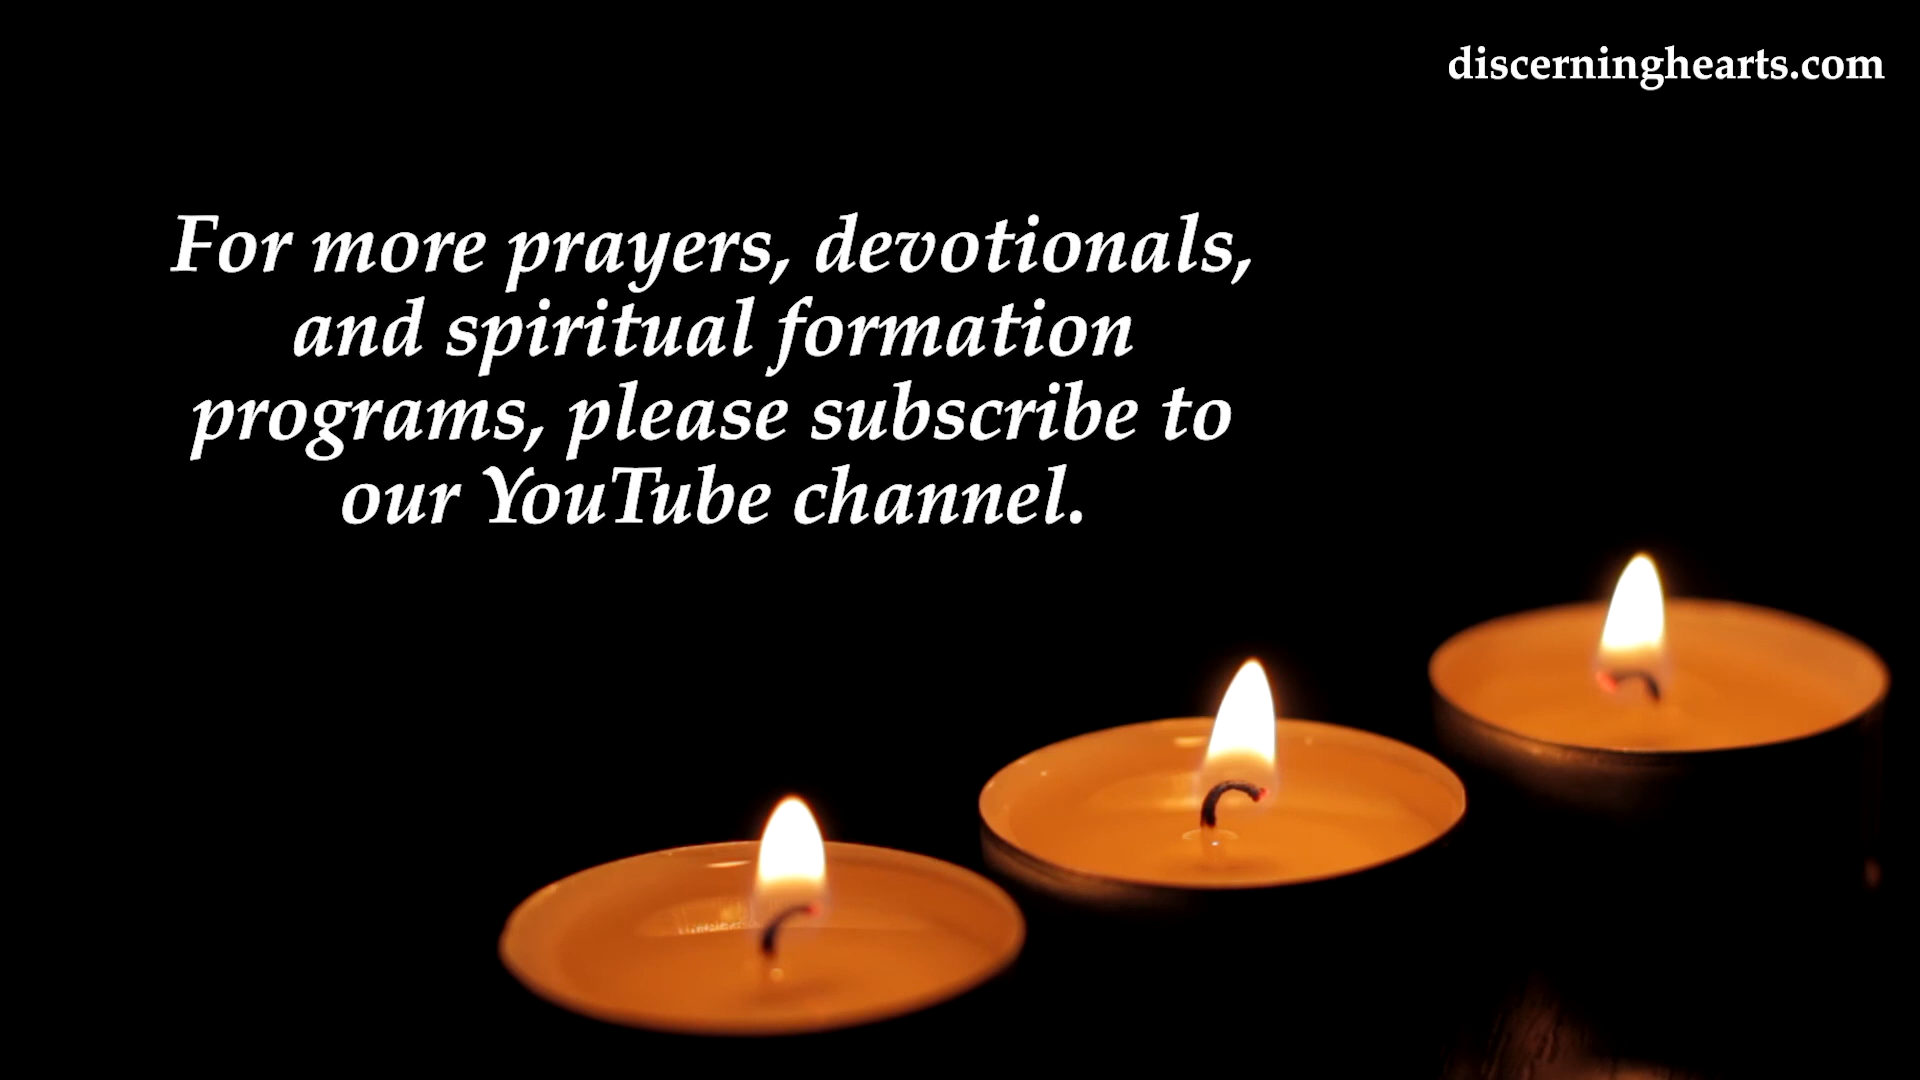 discerninghearts.com
For more prayers, devotionals,
and spiritual formation
programs, please subscribe to
our YouTube channel.